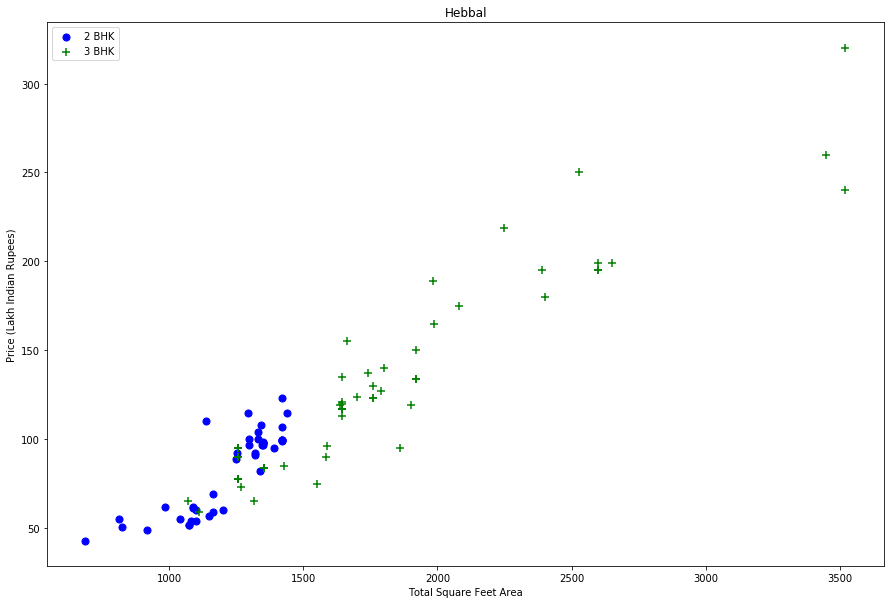 Hebbal
2 BHK
3 BHK
300
250
200
150
100
50
Price (Lakh Indian Rupees)
1000 1500 2000 2500 3000 3500
Total Square Feet Area